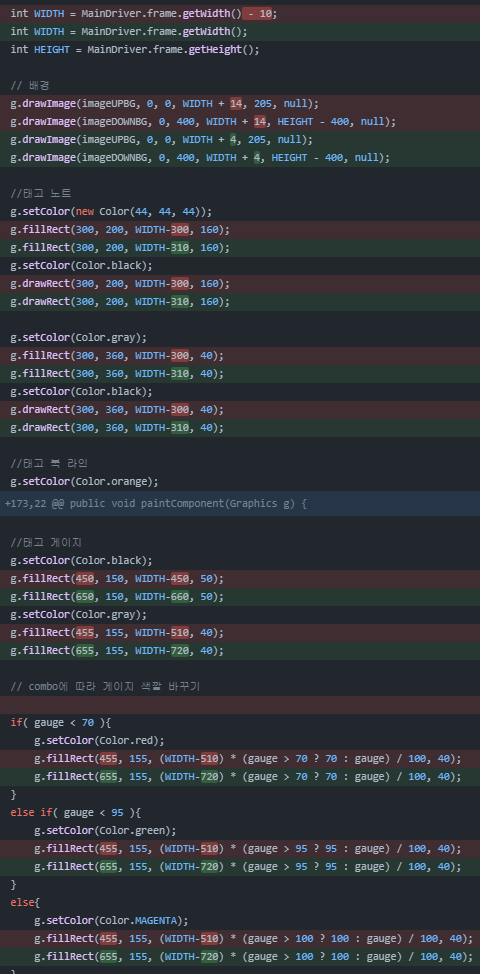 int WIDTH = MainDriver.frame.getWidth() - 10;
int WIDTH = MainDriver.frame.getWidth();
int HEIGHT = MainDriver.frame.getHeight();
// 배경
g.drawImage(imageUPBG, 0, 0, WIDTH + 14, 205, null);
g.drawImage(imageDOWNBG, 0, 400, WIDTH + 14, HEIGHT - 400, null);
g.drawImage(imageUPBG, 0, 0, WIDTH + 4, 205, null);
g.drawImage(imageDOWNBG, 0, 400, WIDTH + 4, HEIGHT - 400, null);
//태고 노트
g.setColor(new Color(44, 44, 44));
g.fillRect(300, 200, WIDTH-300, 160);
g.fillRect(300, 200, WIDTH-310, 160);
g.setColor(Color.black);
g.drawRect(300, 200, WIDTH-300, 160);
g.drawRect(300, 200, WIDTH-310, 160);
g.setColor(Color.gray);
g.fillRect(300, 360, WIDTH-300, 40);
g.fillRect(300, 360, WIDTH-310, 40);
g.setColor(Color.black);
g.drawRect(300, 360, WIDTH-300, 40);
g.drawRect(300, 360, WIDTH-310, 40);
//태고 북 라인
g.setColor(Color.orange);
+173,22 @@ public void paintComponent(Graphics g) {
//태고 게이지
g.setColor(Color.black);
g.fillRect(450, 150, WIDTH-450, 50);
g.fillRect(650, 150, WIDTH-660, 50);
g.setColor(Color.gray);
g.fillRect(455, 155, WIDTH-510, 40);
g.fillRect(655, 155, WIDTH-720, 40);
// combo에 따라 게이지 색깔 바꾸기
if( gauge < 70 ){
g.setColor(Color.red);
g.fillRect(455, 155, (WIDTH-510) * (gauge > 70 ? 70 : gauge) / 100, 40);
g.fillRect(655, 155, (WIDTH-720) * (gauge > 70 ? 70 : gauge) / 100, 40);
}
else if( gauge < 95 ){
g.setColor(Color.green);
g.fillRect(455, 155, (WIDTH-510) * (gauge > 95 ? 95 : gauge) / 100, 40);
g.fillRect(655, 155, (WIDTH-720) * (gauge > 95 ? 95 : gauge) / 100, 40);
}
else{
g.setColor(Color.MAGENTA);
g.fillRect(455, 155, (WIDTH-510) * (gauge > 100 ? 100 : gauge) / 100, 40);
g.fillRect(655, 155, (WIDTH-720) * (gauge > 100 ? 100 : gauge) / 100, 40);
}